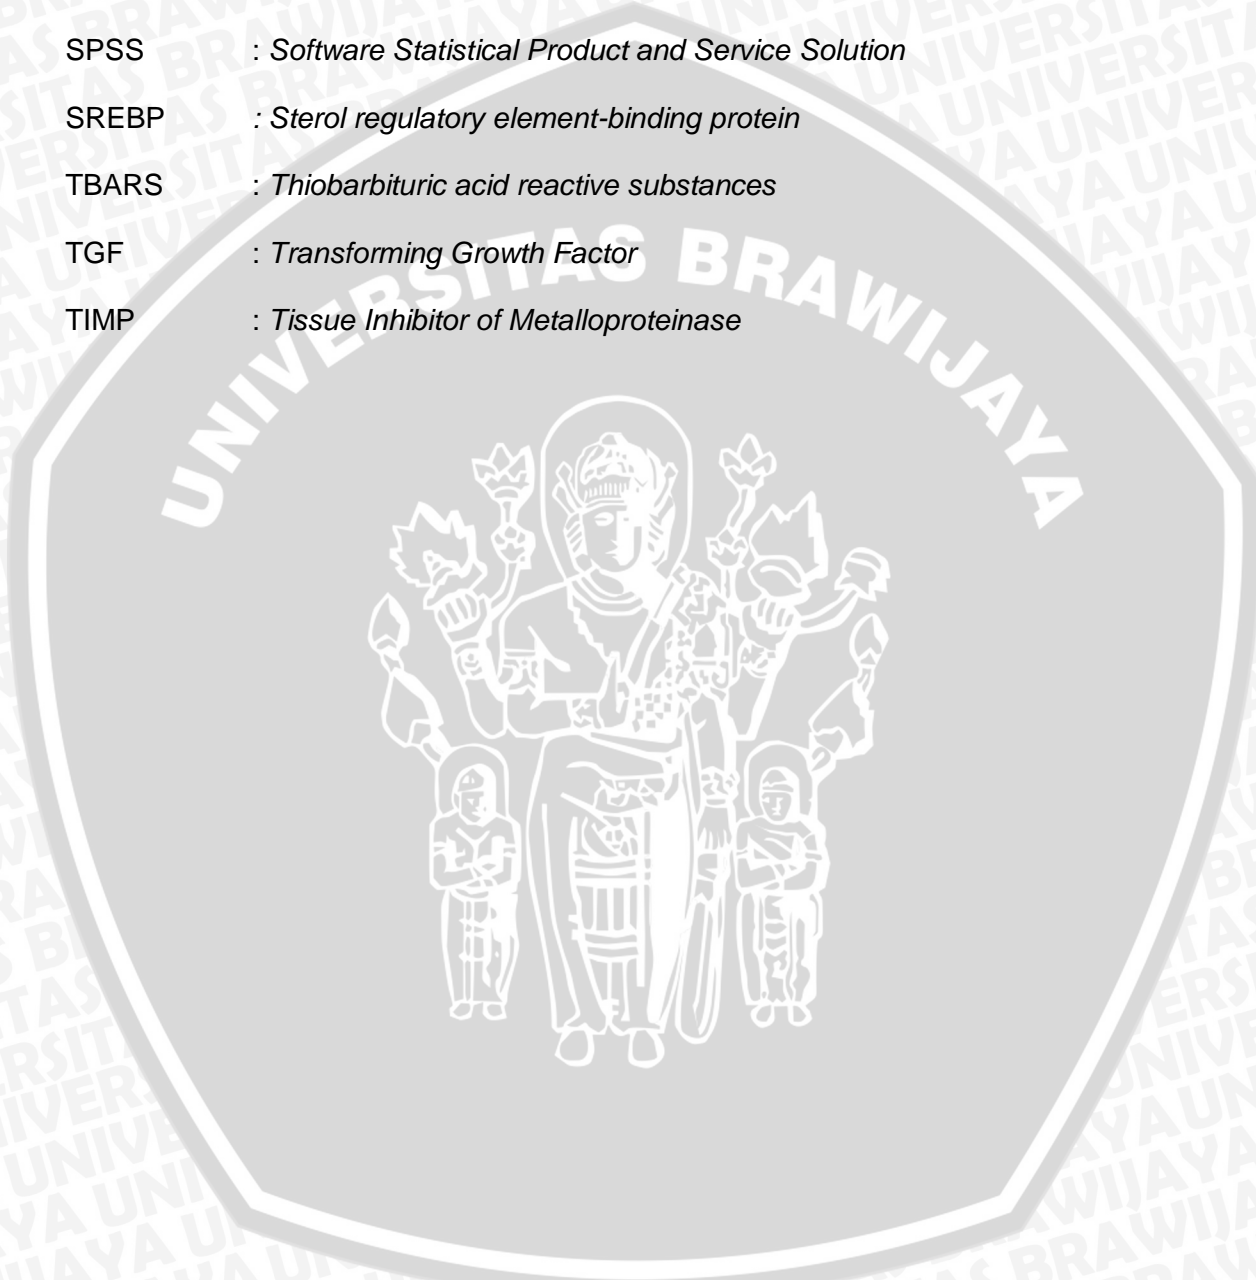 SPSS : Software Statistical Product and Service Solution
SREBP : Sterol regulatory element-binding protein
TBARS : Thiobarbituric acid reactive substances
TGF : Transforming Growth Factor
TIMP : Tissue Inhibitor of Metalloproteinase
UNIVERSITAS BRAWIJAYA